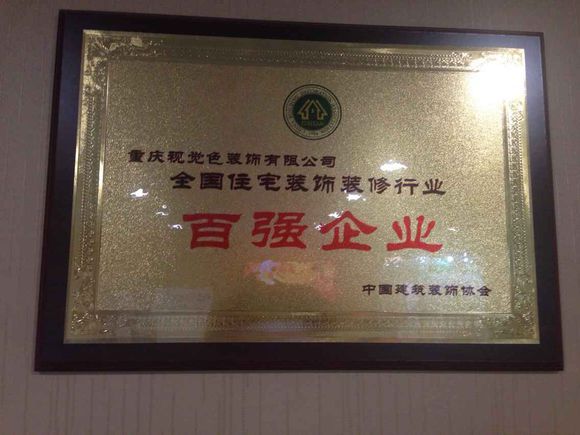 重庆视觉色装饰有限公司
全国住宅装饰装修行业
百强企业
中国建筑装饰协会